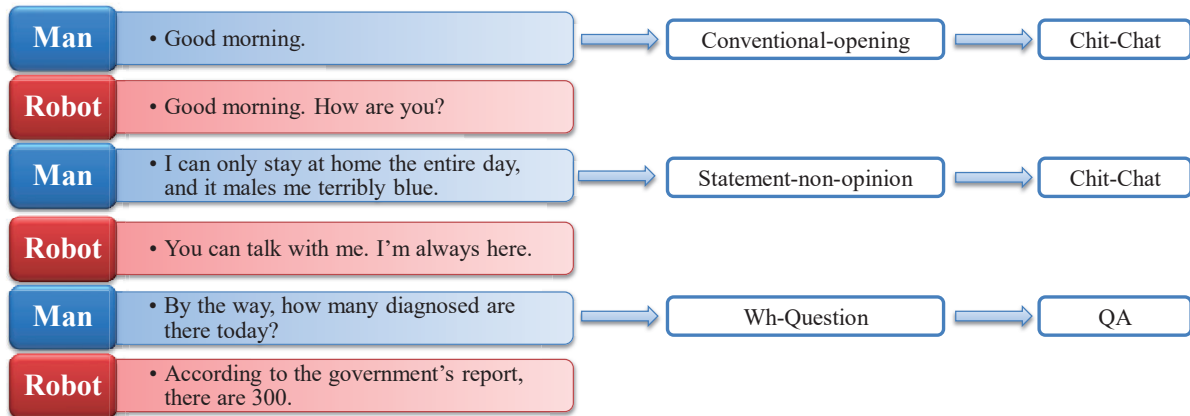 Man
• Good morning.
Conventional-opening
Chit-Chat
Robot
• Good morning. How are you?
Man
• I can only stay at home the entire day,
and it males me terribly blue.
Statement-non-opinion
Chit-Chat
Robot
• You can talk with me. I'm always here.
Man
• By the way, how many diagnosed are
there today?
Wh-Question
QA
Robot
• According to the government's report,
there are 300.